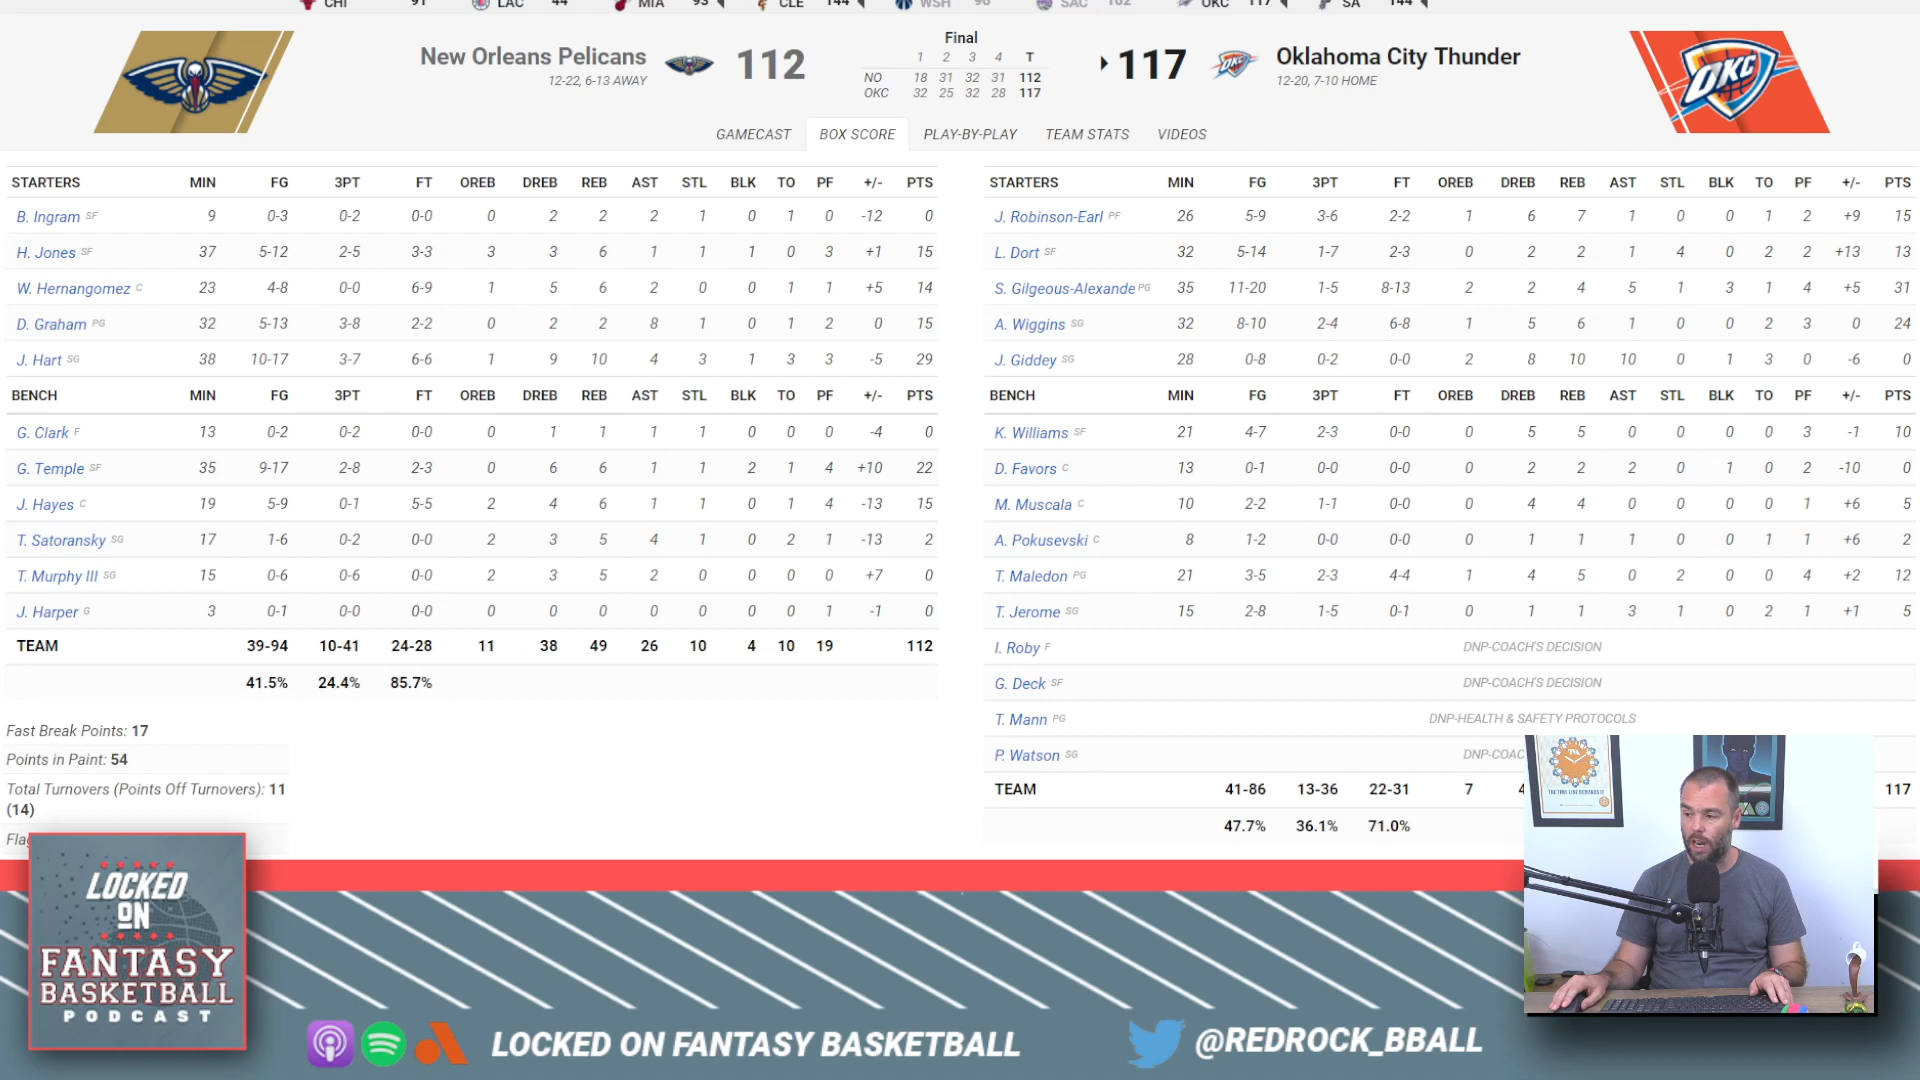 CHI 91 LAC 44 MIA 93 CLE 144 WSH 96 SAC 102 OKC 117 SA 144
New Orleans Pelicans
12-22, 6-13 AWAY
112
Final
1 2 3 4 T
NO 18 31 32 31 112
OKC 32 25 32 28 117
117
Oklahoma City Thunder
12-20, 7-10 HOME
OKC
GAMECAST BOX SCORE PLAY-BY-PLAY TEAM STATS VIDEOS
STARTERS MIN FG 3PT FT OREB DREB REB AST STL BLK TO PF +/- PTS
B. Ingram SF 9 0-3 0-2 0-0 0 2 2 2 1 0 1 0 -12 0
H. Jones SF 37 5-12 2-5 3-3 3 3 6 1 1 1 0 3 +1 15
W. Hernangomez C 23 4-8 0-0 6-9 1 5 6 2 0 0 1 1 +5 14
D. Graham PG 32 5-13 3-8 2-2 0 2 2 8 1 0 1 2 0 15
J. Hart SG 38 10-17 3-7 6-6 1 9 10 4 3 1 3 3 -5 29
BENCH MIN FG 3PT FT OREB DREB REB AST STL BLK TO PF +/- PTS
G. Clark F 13 0-2 0-2 0-0 0 1 1 1 1 0 0 0 -4 0
G. Temple SF 35 9-17 2-8 2-3 0 6 6 1 1 2 1 4 +10 22
J. Hayes C 19 5-9 0-1 5-5 2 4 6 1 1 0 1 4 -13 15
T. Satoransky SG 17 1-6 0-2 0-0 2 3 5 4 1 0 2 1 -13 2
T. Murphy III SG 15 0-6 0-6 0-0 2 3 5 2 0 0 0 0 +7 0
J. Harper G 3 0-1 0-0 0-0 0 0 0 0 0 0 0 1 -1 0
TEAM 39-94 10-41 24-28 11 38 49 26 10 4 10 19 112
41.5% 24.4% 85.7%
Fast Break Points: 17
Points in Paint: 54
Total Turnovers (Points Off Turnovers): 11
(14)
Flag
STARTERS MIN FG 3PT FT OREB DREB REB AST STL BLK TO PF +/- PTS
J. Robinson-Earl PF 26 5-9 3-6 2-2 1 6 7 1 0 0 1 2 +9 15
L. Dort SF 32 5-14 1-7 2-3 0 2 2 1 4 0 2 2 +13 13
S. Gilgeous-Alexande PG 35 11-20 1-5 8-13 2 2 4 5 1 3 1 4 +5 31
A. Wiggins SG 32 8-10 2-4 6-8 1 5 6 1 0 0 2 3 0 24
J. Giddey SG 28 0-8 0-2 0-0 2 8 10 10 0 1 3 0 -6 0
BENCH MIN FG 3PT FT OREB DREB REB AST STL BLK TO PF +/- PTS
K. Williams SF 21 4-7 2-3 0-0 0 5 5 0 0 0 0 3 -1 10
D. Favors C 13 0-1 0-0 0-0 0 2 2 2 0 1 0 2 -10 0
M. Muscala C 10 2-2 1-1 0-0 0 4 4 0 0 0 0 1 +6 5
A. Pokusevski C 8 1-2 0-0 0-0 0 1 1 1 0 0 1 1 +6 2
T. Maledon PG 21 3-5 2-3 4-4 1 4 5 0 2 0 0 4 +2 12
T. Jerome SG 15 2-8 1-5 0-1 0 1 1 3 1 0 2 1 +1 5
I. Roby F DNP-COACH'S DECISION
G. Deck SF DNP-COACH'S DECISION
T. Mann PG DNP-HEALTH & SAFETY PROTOCOLS
P. Watson SG DNP-COAC
TEAM 41-86 13-36 22-31 7 4 117
47.7% 36.1% 71.0%
LOCKED
ON
FANTASY
BASKETBALL
PODCAST
LOCKED ON FANTASY BASKETBALL
@REDROCK_BBALL